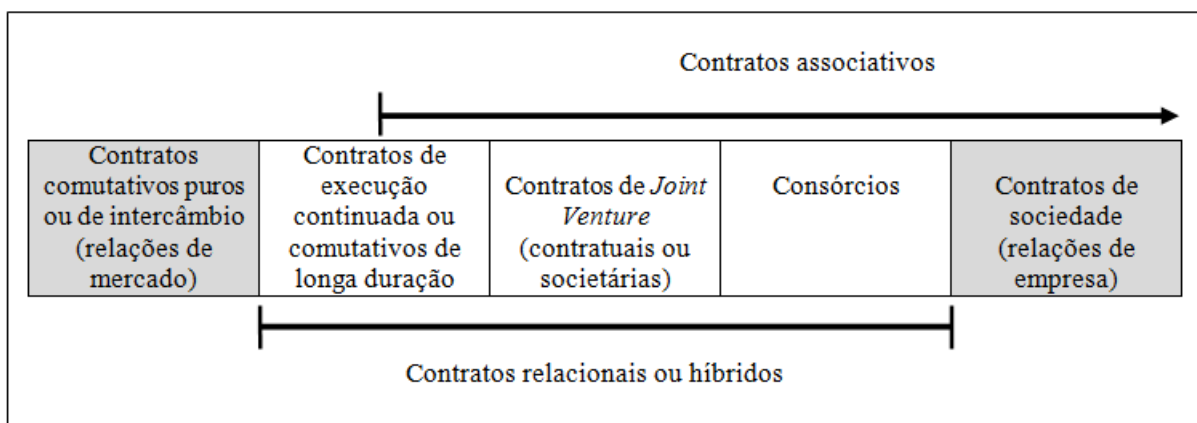 Contratos associativos
Contratos
comutativos puros
ou de intercâmbio
(relações de
mercado)
Contratos de
execução
continuada ou
comutativos de
longa duração
Contratos de Joint
Venture
(contratuais ou
societárias)
Consórcios
Contratos de
sociedade
(relações de
empresa)
Contratos relacionais ou híbridos